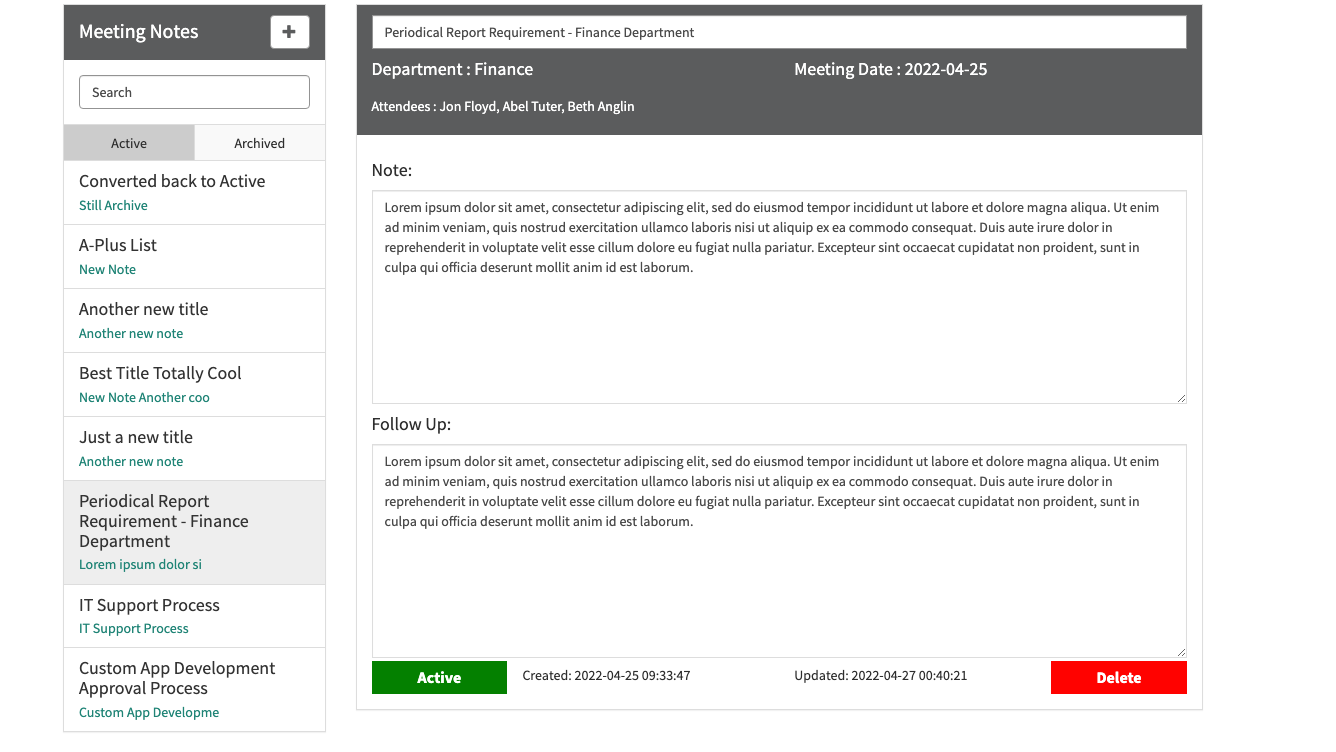 Meeting Notes
Search
Active Archived
Converted back to Active
Still Archive
A-Plus List
New Note
Another new title
Another new note
Best Title Totally Cool
New Note Another coo
Just a new title
Another new note
Periodical Report
Requirement - Finance
Department
Lorem ipsum dolor si
IT Support Process
IT Support Process
Custom App Development
Approval Process
Custom App Developme
Periodical Report Requirement - Finance Department
Department : Finance Meeting Date : 2022-04-25
Attendees : Jon Floyd, Abel Tuter, Beth Anglin
Note:
Lorem ipsum dolor sit amet, consectetur adipiscing elit, sed do eiusmod tempor incididunt ut labore et dolore magna aliqua. Ut enim
ad minim veniam, quis nostrud exercitation ullamco laboris nisi ut aliquip ex ea commodo consequat. Duis aute irure dolor in
reprehenderit in voluptate velit esse cillum dolore eu fugiat nulla pariatur. Excepteur sint occaecat cupidatat non proident, sunt in
culpa qui officia deserunt mollit anim id est laborum.
Follow Up:
Lorem ipsum dolor sit amet, consectetur adipiscing elit, sed do eiusmod tempor incididunt ut labore et dolore magna aliqua. Ut enim
ad minim veniam, quis nostrud exercitation ullamco laboris nisi ut aliquip ex ea commodo consequat. Duis aute irure dolor in
reprehenderit in voluptate velit esse cillum dolore eu fugiat nulla pariatur. Excepteur sint occaecat cupidatat non proident, sunt in
culpa qui officia deserunt mollit anim id est laborum.
Active Created: 2022-04-25 09:33:47 Updated: 2022-04-27 00:40:21 Delete